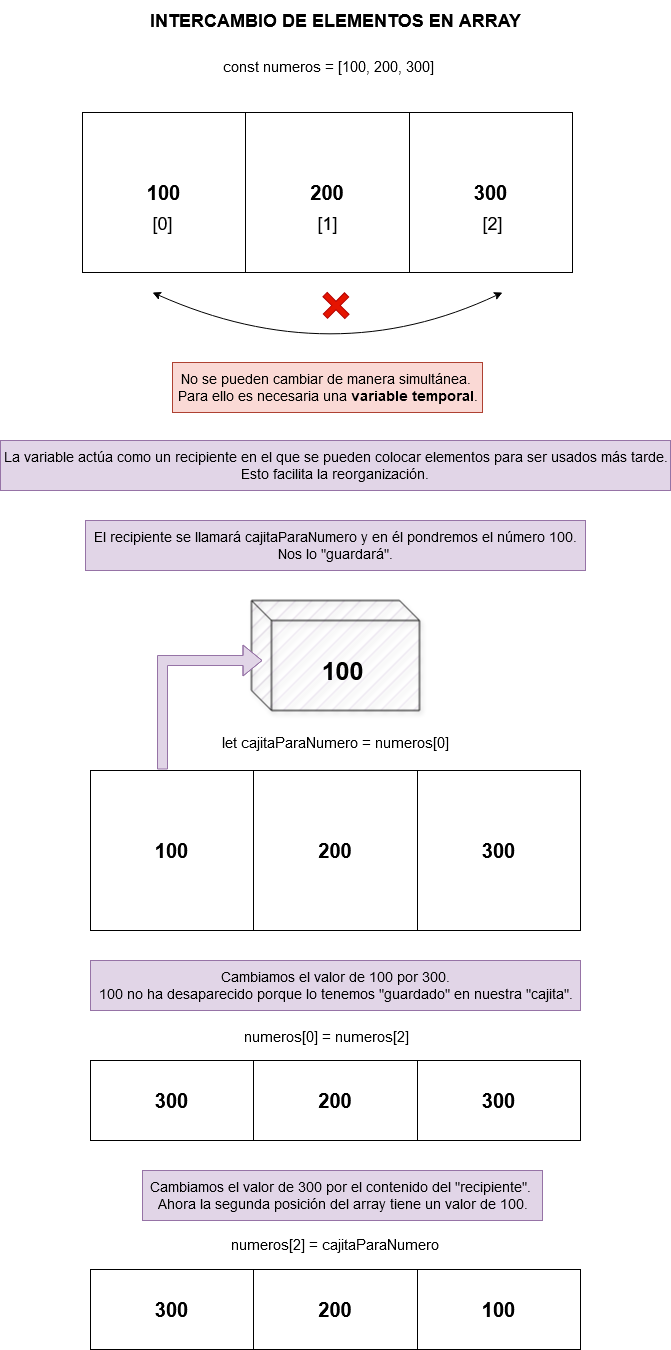 INTERCAMBIO DE ELEMENTOS EN ARRAY
const numeros = [100, 200, 300]
100 200 300
[0] [1] [2]
No se pueden cambiar de manera simultánea.
Para ello es necesaria una variable temporal.
La variable actúa como un recipiente en el que se pueden colocar elementos para ser usados más tarde.
Esto facilita la reorganización.
El recipiente se llamará cajitaParaNumero y en él pondremos el número 100.
Nos lo "guardará".
100
let cajitaParaNumero = numeros[0]
100 200 300
Cambiamos el valor de 100 por 300.
100 no ha desaparecido porque lo tenemos "guardado" en nuestra "cajita".
numeros[0] = numeros[2]
300 200 300
Cambiamos el valor de 300 por el contenido del "recipiente".
Ahora la segunda posición del array tiene un valor de 100.
numeros[2] = cajitaParaNumero
300 200 100